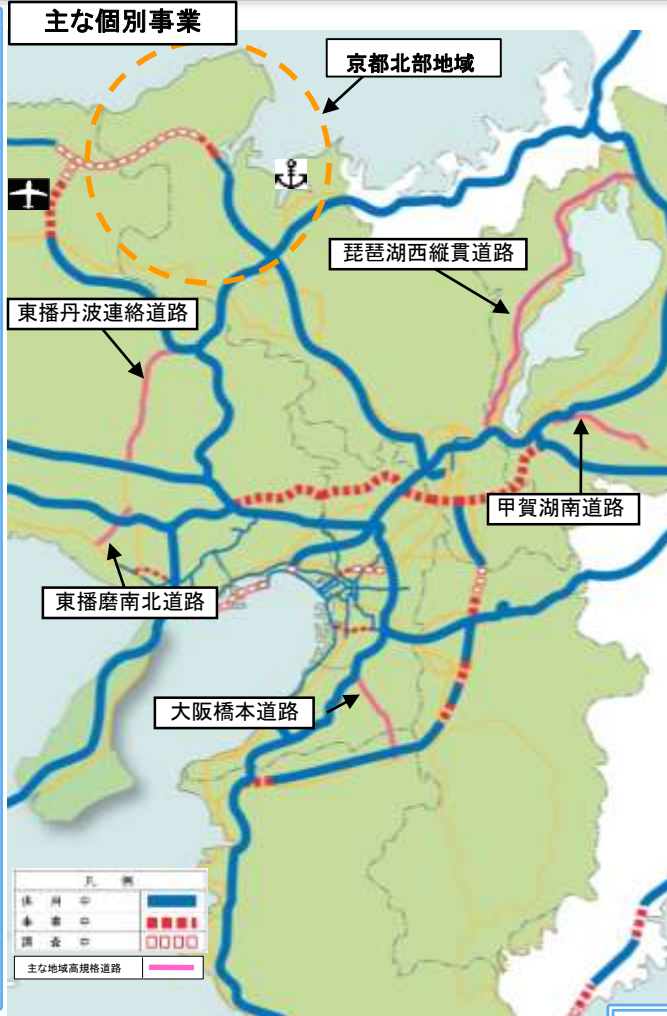 主な個別事業
京都北部地域
琵琶湖西縦貫道路
東播丹波連絡道路
甲賀湖南道路
東播磨南北道路
大阪橋本道路
凡 例
供 用 中
事 業 中
調 査 中
主な地域高規格道路